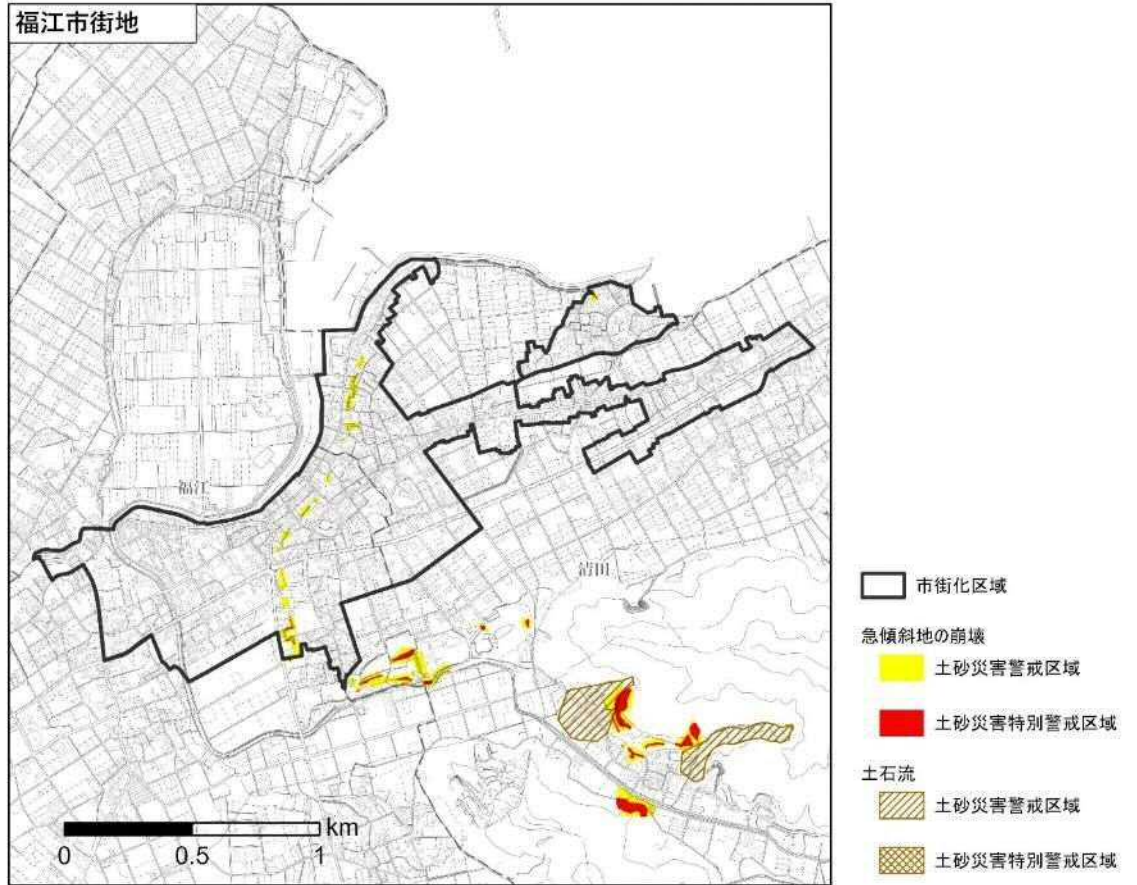 福江市街地
福江
清田
km
0 0.5 1
市街化区域
急傾斜地の崩壊
土砂災害警戒区域
土砂災害特別警戒区域
土石流
土砂災害警戒区域
土砂災害特別警戒区域